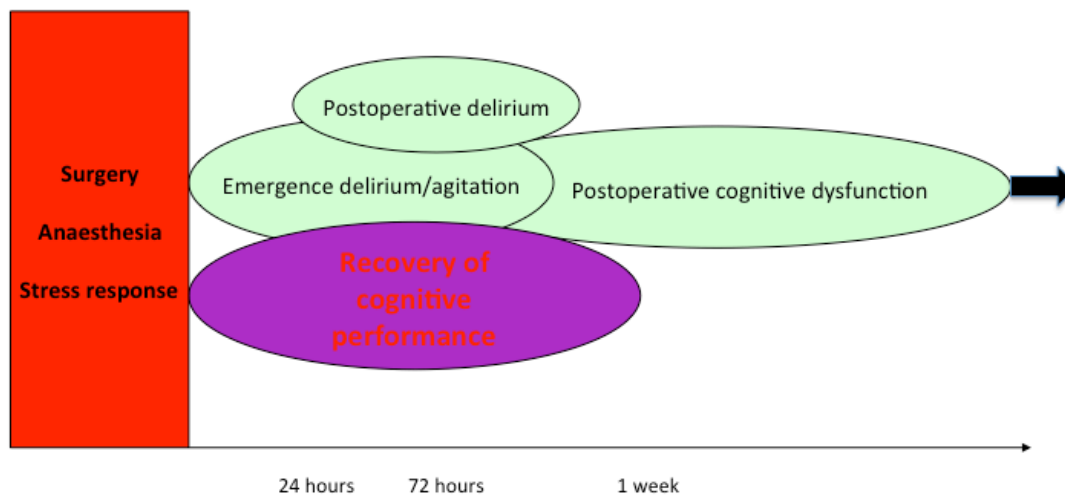 Surgery
Anaesthesia
Stress response
Postoperative delirium
Emergence delirium/agitation
Postoperative cognitive dysfunction
Recovery of
cognitive
performance
24 hours
72 hours
1 week